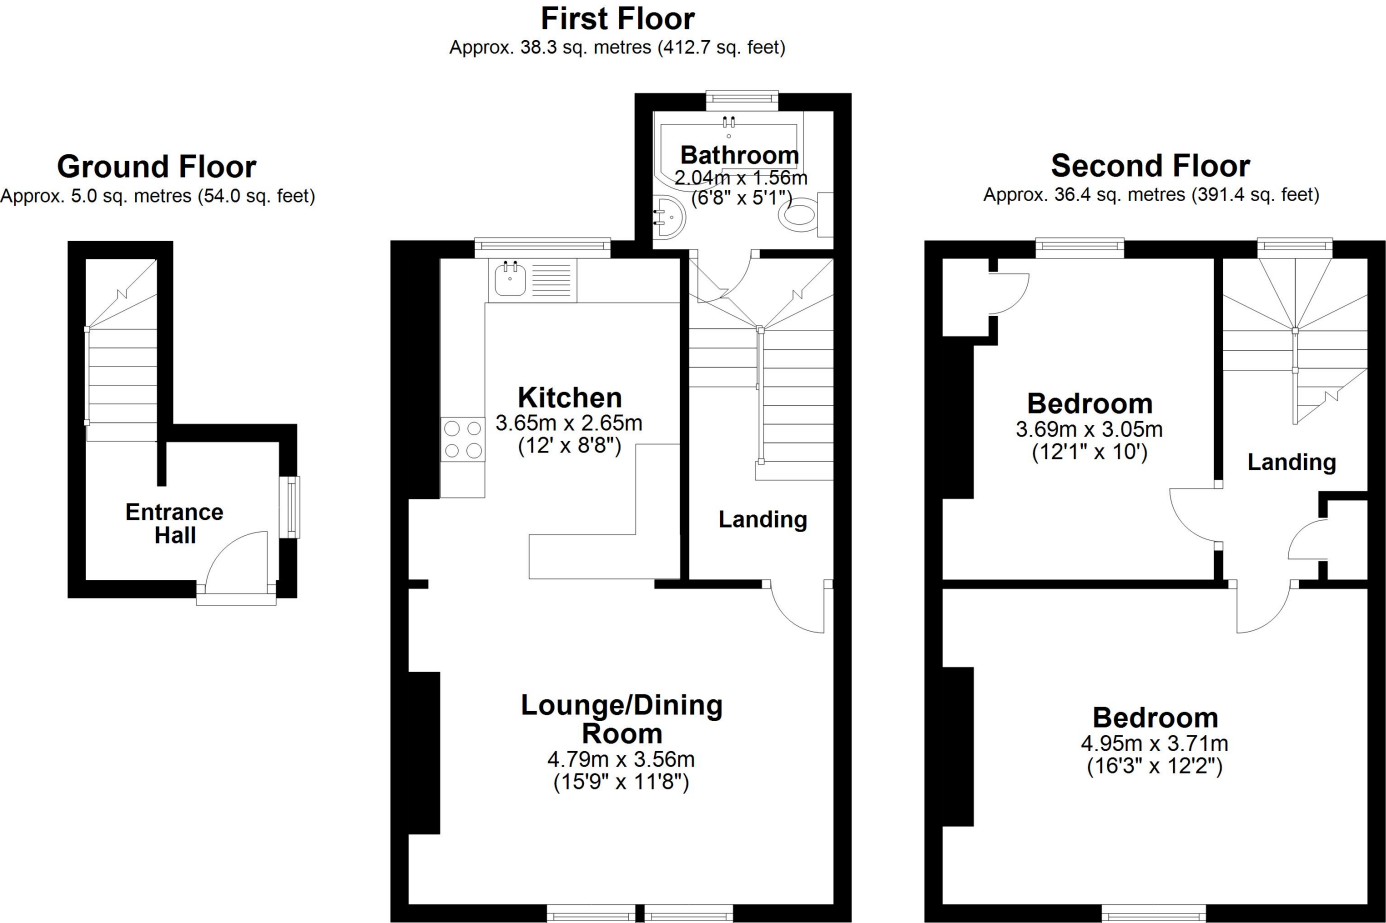 First Floor
Approx. 38.3 sq. metres (412.7 sq. feet)
Bathroom
2.04m x 1.56m
(6'8" x 5'1")
Kitchen
3.65m x 2.65m
(12' x 8'8")
Landing
Lounge/Dining
Room
4.79m x 3.56m
(15'9" x 11'8")
Ground Floor
Approx. 5.0 sq. metres (54.0 sq. feet)
Entrance
Hall
Second Floor
Approx. 36.4 sq. metres (391.4 sq. feet)
Bedroom
3.69m x 3.05m
(12'1" x 10')
Landing
Bedroom
4.95m x 3.71m
(16'3" x 12'2")